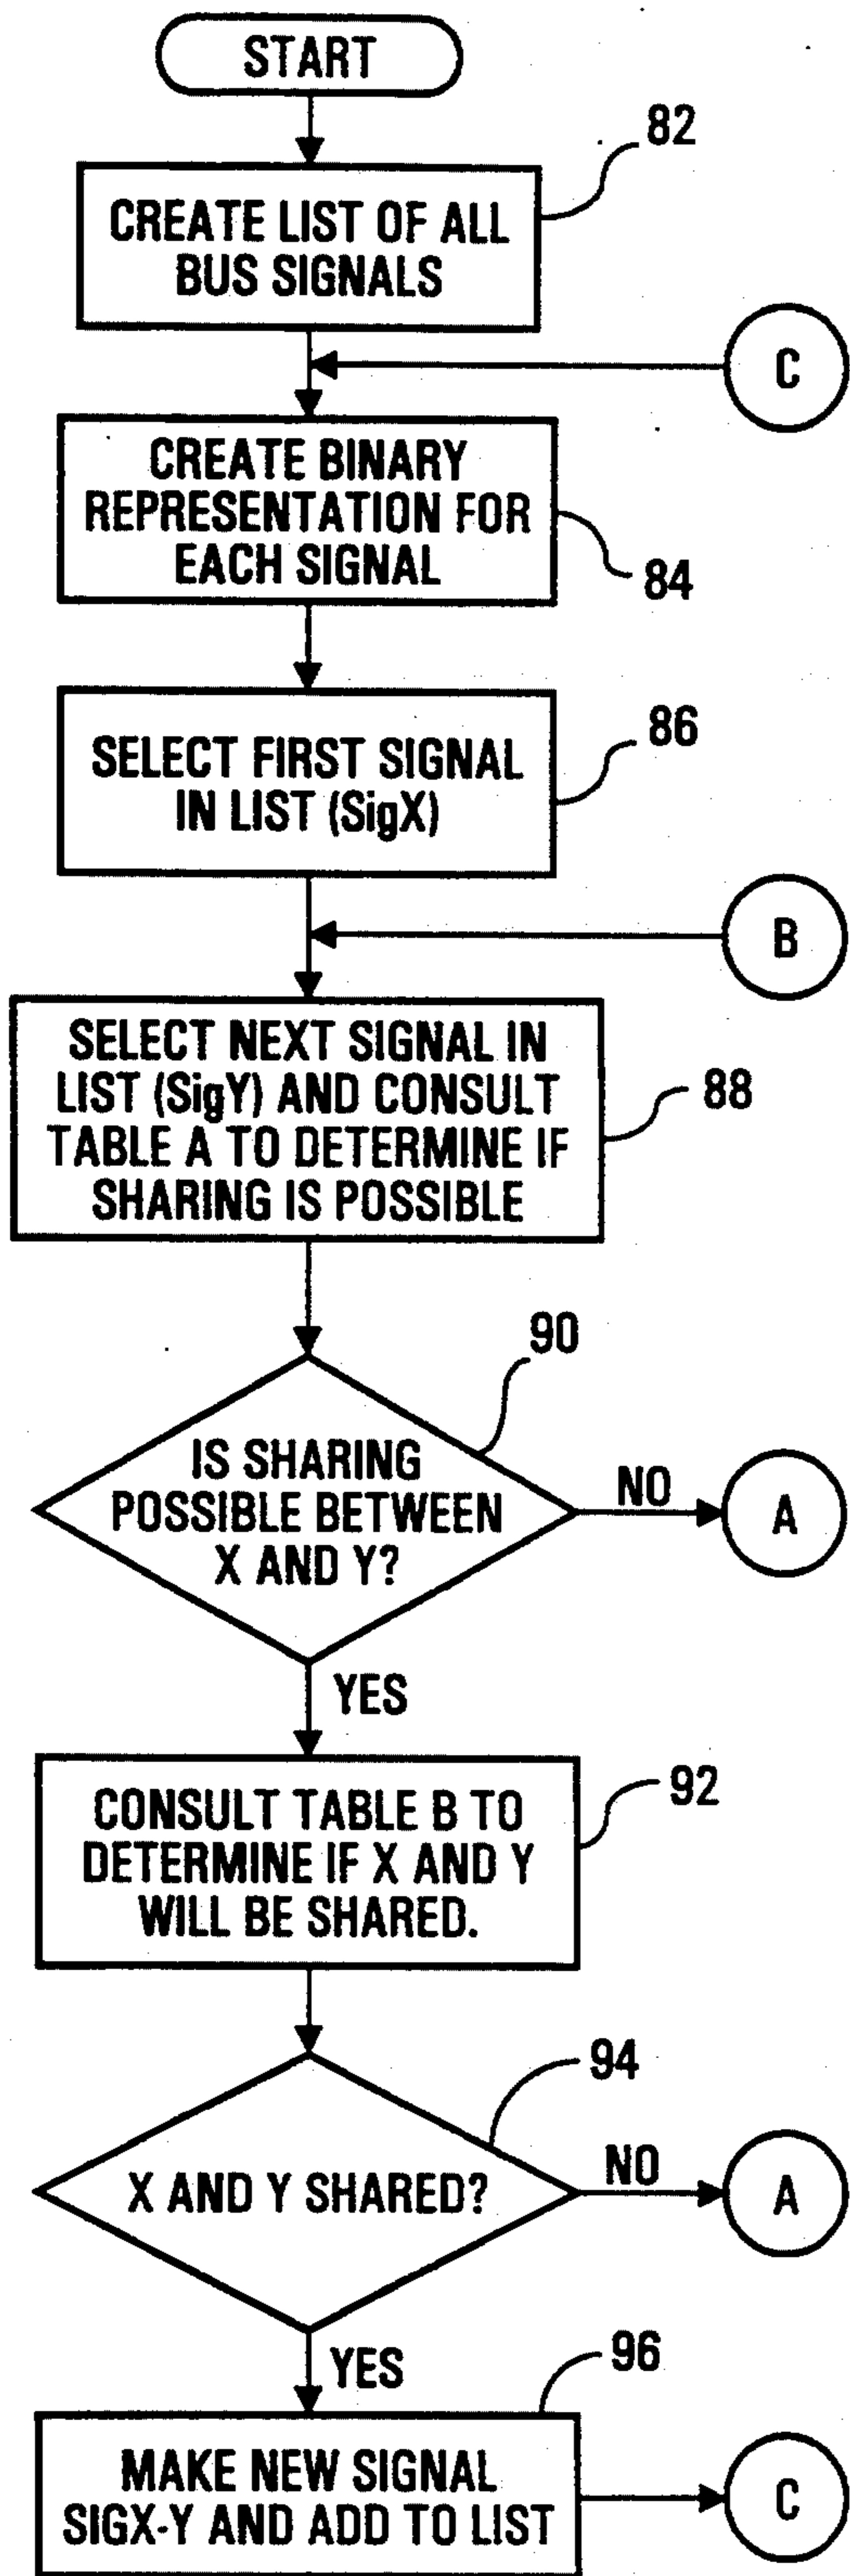 START
82
CREATE LIST OF ALL
BUS SIGNALS
C
CREATE BINARY
REPRESENTATION FOR
EACH SIGNAL
84
86
SELECT FIRST SIGNAL
IN LIST (SigX)
B
SELECT NEXT SIGNAL IN
LIST (SigY) AND CONSULT
TABLE A TO DETERMINE IF
SHARING IS POSSIBLE
88
90
IS SHARING
POSSIBLE BETWEEN
X AND Y?
NO
A
YES
92
CONSULT TABLE B TO
DETERMINE IF X AND Y
WILL BE SHARED.
94
X AND Y SHARED?
NO
A
YES
96
MAKE NEW SIGNAL
SIGX-Y AND ADD TO LIST
C